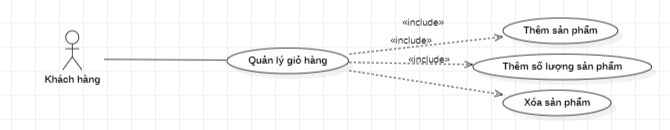 «include»
Thêm sản phẩm
«include»
Khách hàng
Quản lý giỏ hàng
«include»
Thêm số lượng sản phẩm
Xóa sản phẩm